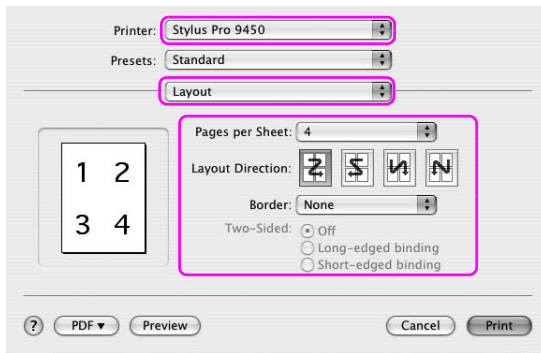 Printer: Stylus Pro 9450
Presets: Standard
Layout
Pages per Sheet: 4
Layout Direction:
Border: None
Two-Sided: Off
Long-edged binding
Short-edged binding
1 2
3 4
? PDF ▼ Preview Cancel Print